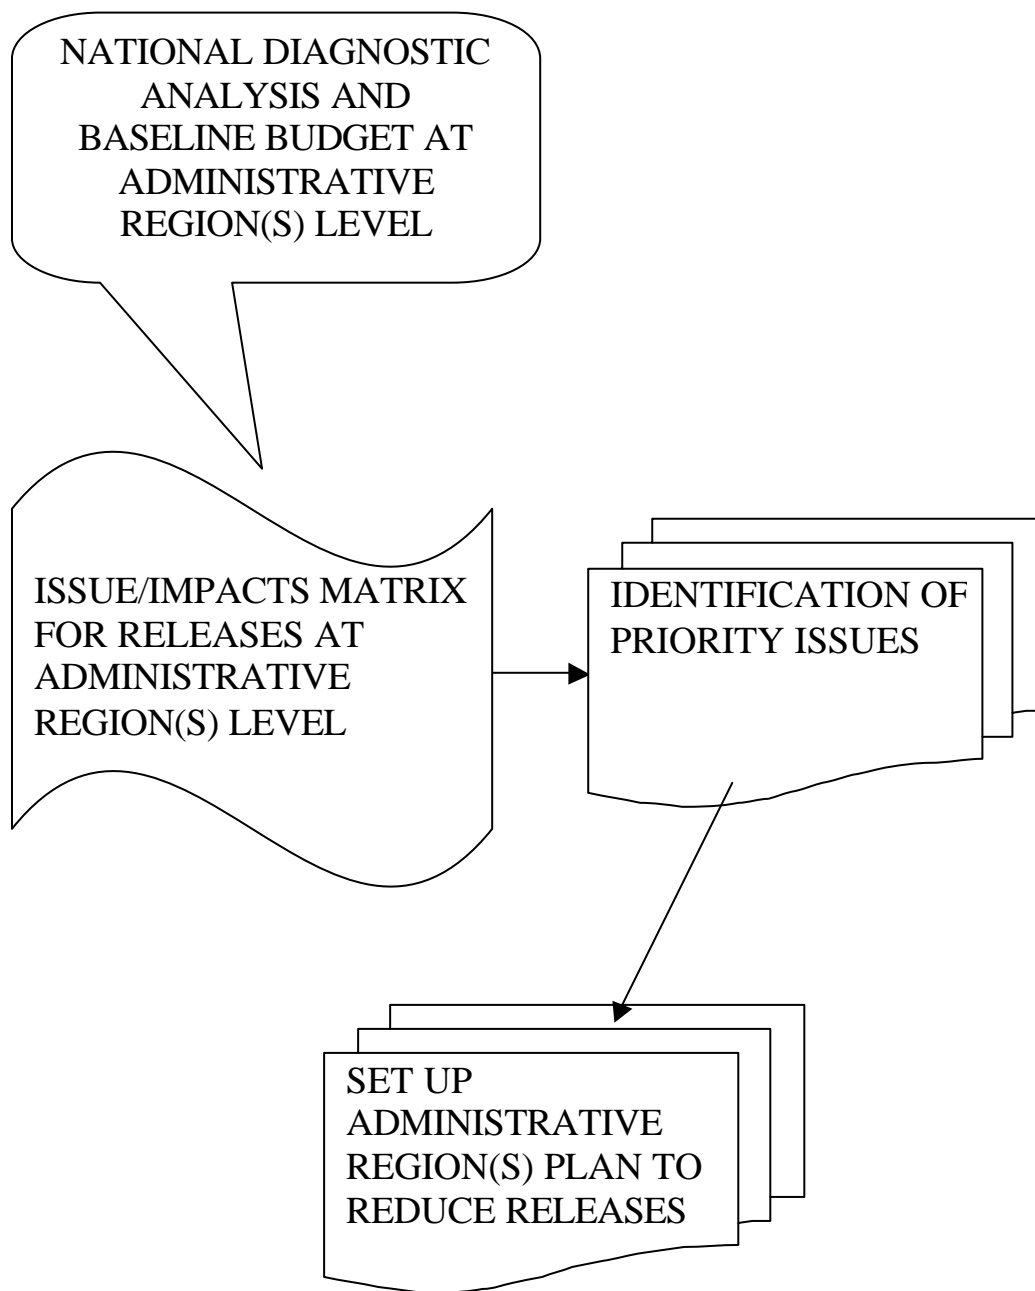 NATIONAL DIAGNOSTIC
ANALYSIS AND
BASELINE BUDGET AT
ADMINISTRATIVE
REGION(S) LEVEL
ISSUE/IMPACTS MATRIX
FOR RELEASES AT
ADMINISTRATIVE
REGION(S) LEVEL
IDENTIFICATION OF
PRIORITY ISSUES
SET UP
ADMINISTRATIVE
REGION(S) PLAN TO
REDUCE RELEASES